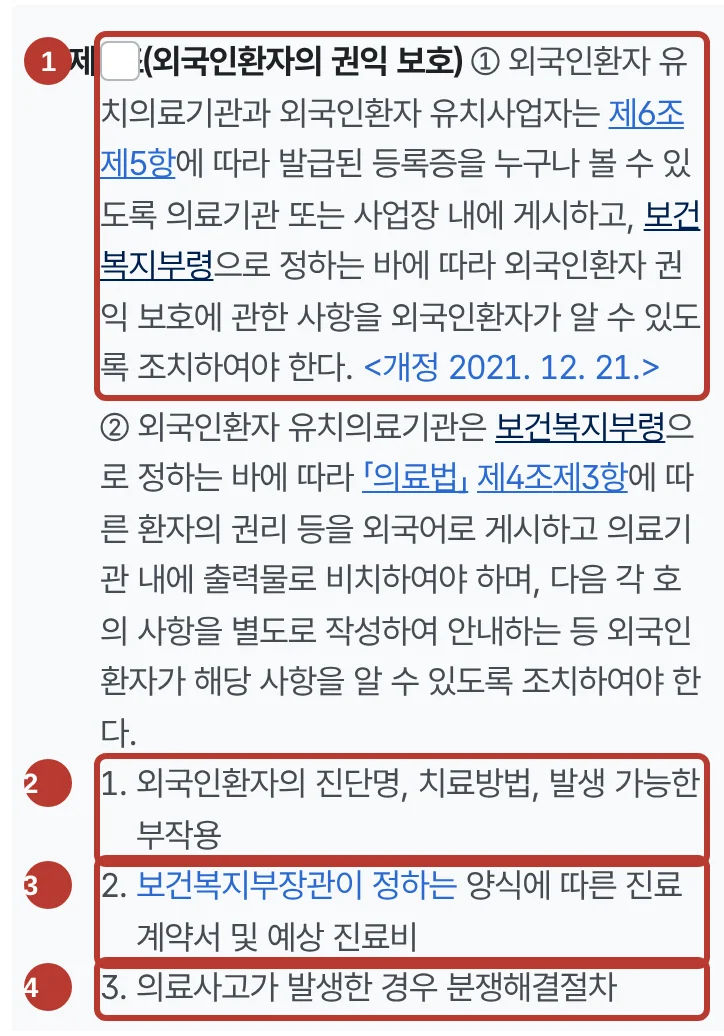 1 제 조(외국인환자의 권익 보호) ① 외국인환자 유
치의료기관과 외국인환자 유치사업자는 제6조
제5항에 따라 발급된 등록증을 누구나 볼 수 있
도록 의료기관 또는 사업장 내에 게시하고, 보건
복지부령으로 정하는 바에 따라 외국인환자 권
익 보호에 관한 사항을 외국인환자가 알 수 있도
록 조치하여야 한다. <개정 2021. 12. 21.>
② 외국인환자 유치의료기관은 보건복지부령으
로 정하는 바에 따라 「의료법」 제4조제3항에 따
른 환자의 권리 등을 외국어로 게시하고 의료기
관 내에 출력물로 비치하여야 하며, 다음 각 호
의 사항을 별도로 작성하여 안내하는 등 외국인
환자가 해당 사항을 알 수 있도록 조치하여야 한
다.
2 1. 외국인환자의 진단명, 치료방법, 발생 가능한
부작용
3 2. 보건복지부장관이 정하는 양식에 따른 진료
계약서 및 예상 진료비
4 3. 의료사고가 발생한 경우 분쟁해결절차